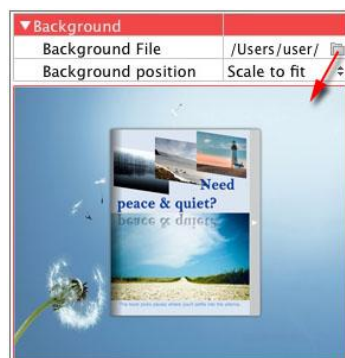 Background
Background File /Users/user/
Background position Scale to fit
Need
peace & quiet?